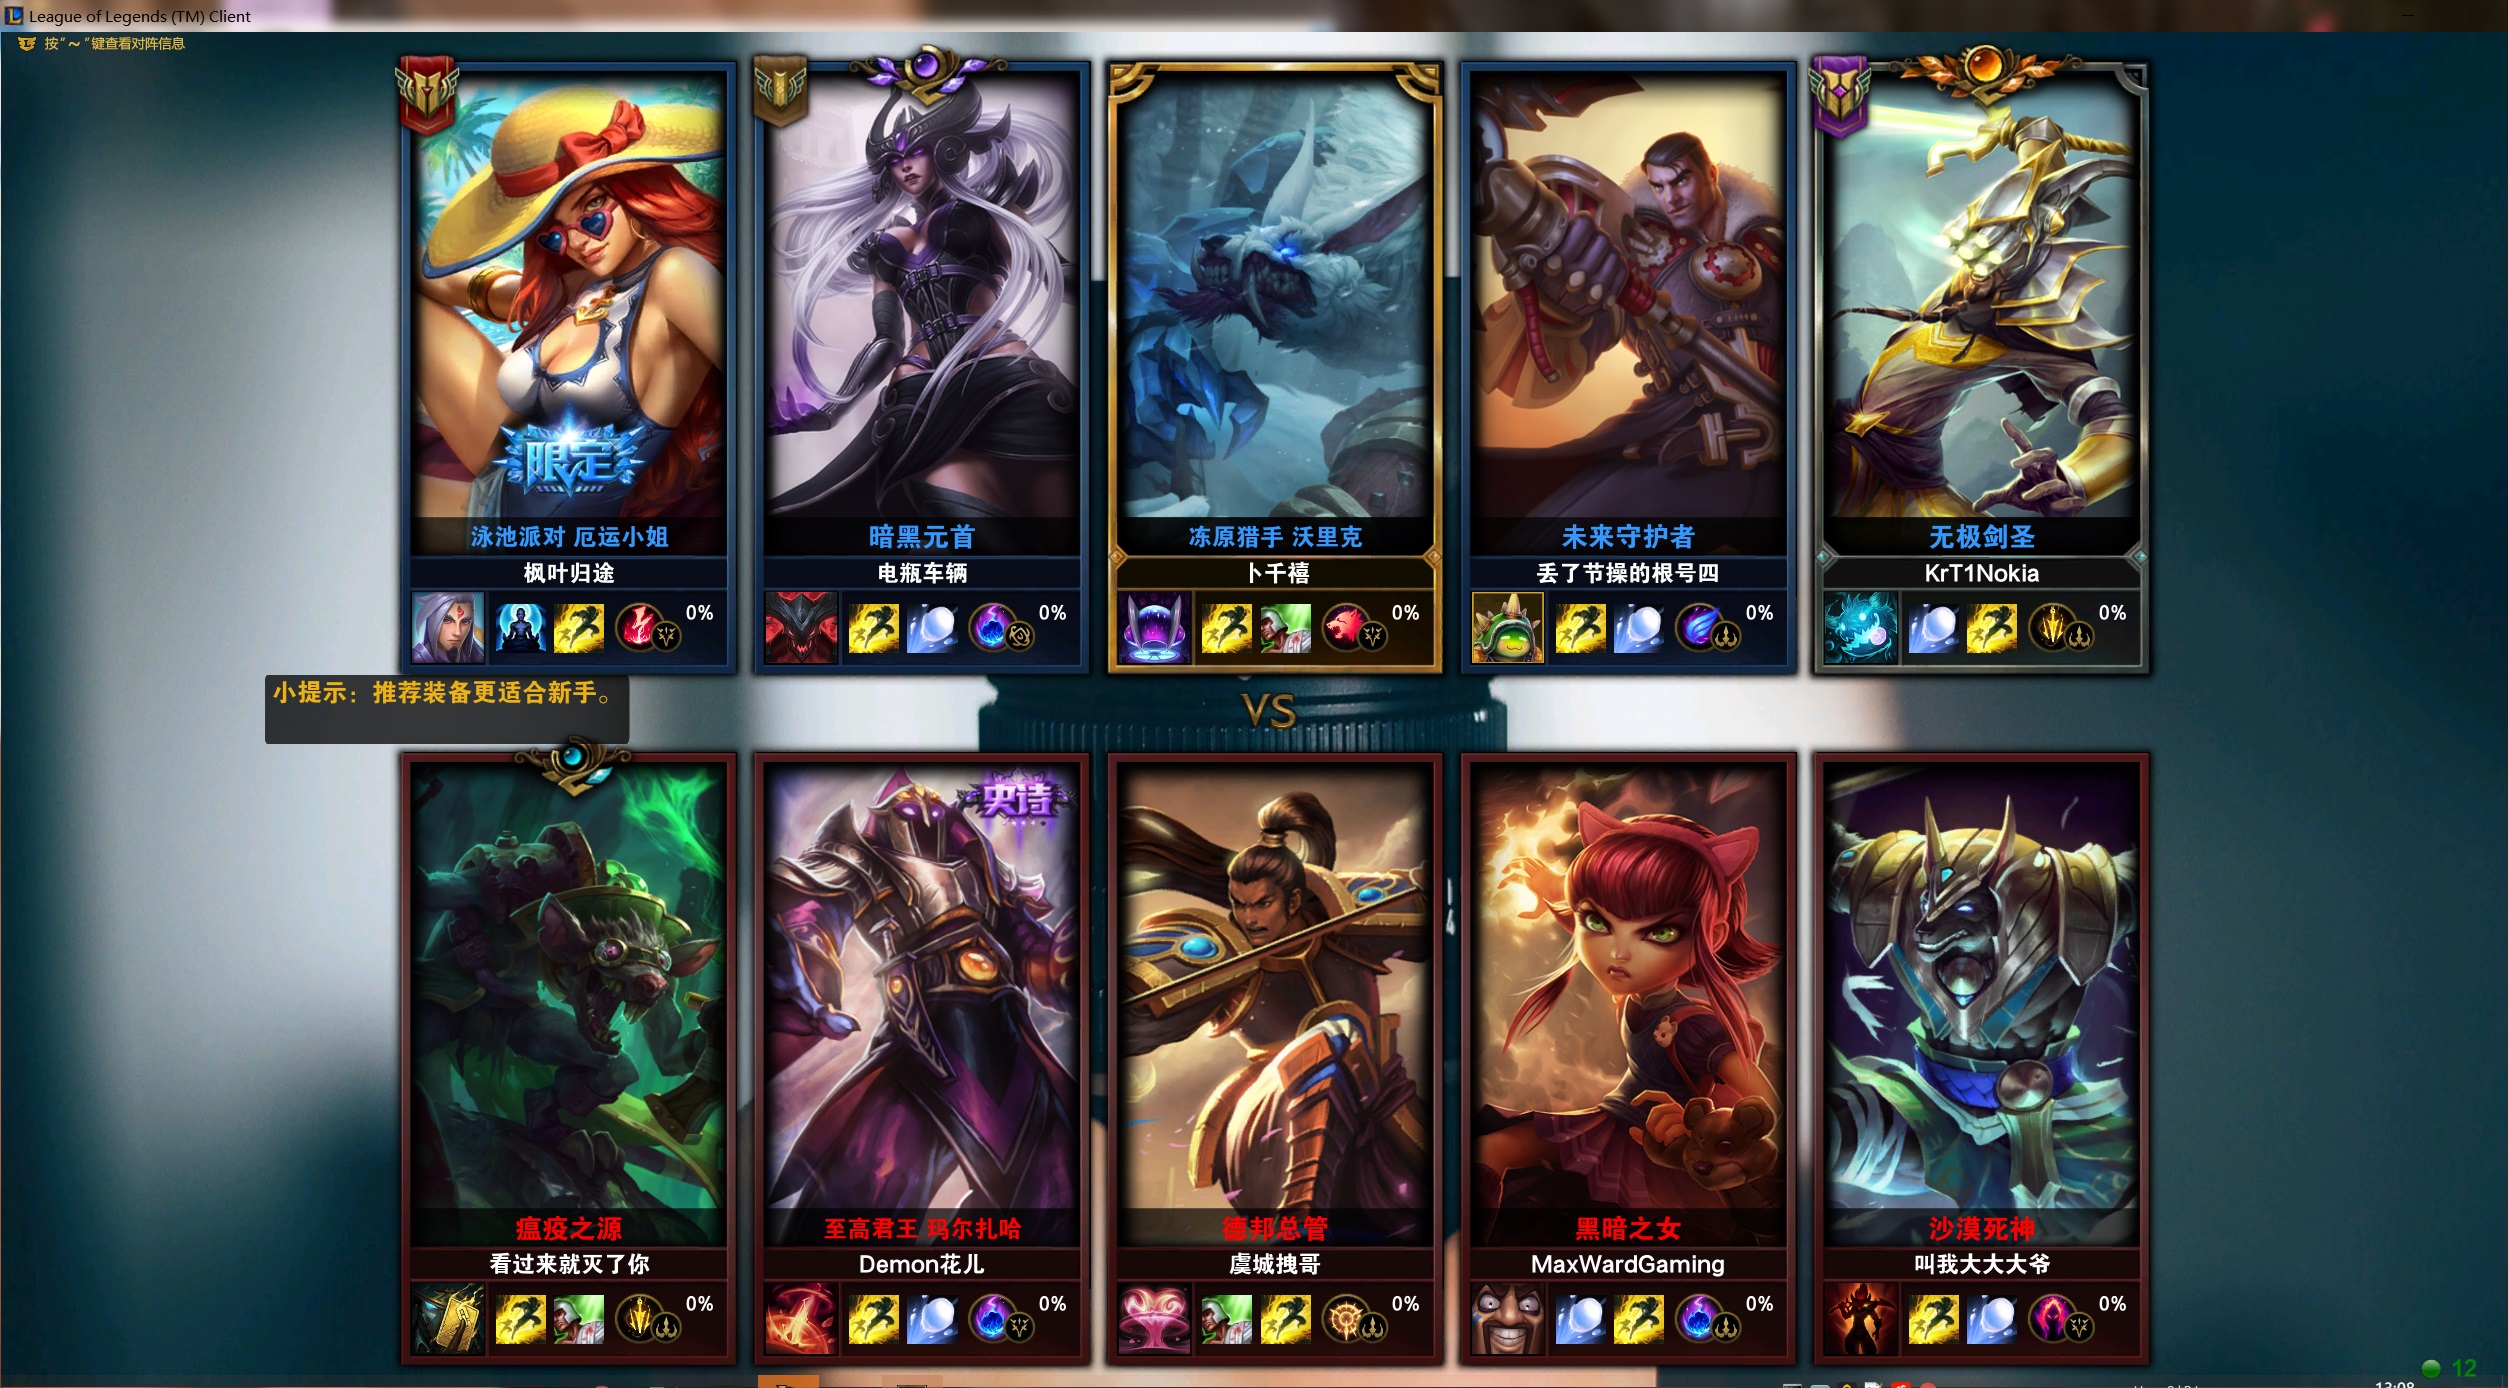 League of Legends (TM) Client
按"~"键查看对阵信息
限定
泳池派对 厄运小姐
暗黑元首
冻原猎手 沃里克
未来守护者
无极剑圣
枫叶归途
电瓶车辆
卜千禧
丢了节操的根号四
KrT1Nokia
0%
0%
0%
0%
0%
小提示：推荐装备更适合新手。
VS
史诗
瘟疫之源
至高君王 玛尔扎哈
德邦总管
黑暗之女
沙漠死神
看过来就灭了你
Demon花儿
虞城拽哥
MaxWardGaming
叫我大大大爷
0%
0%
0%
0%
0%
12